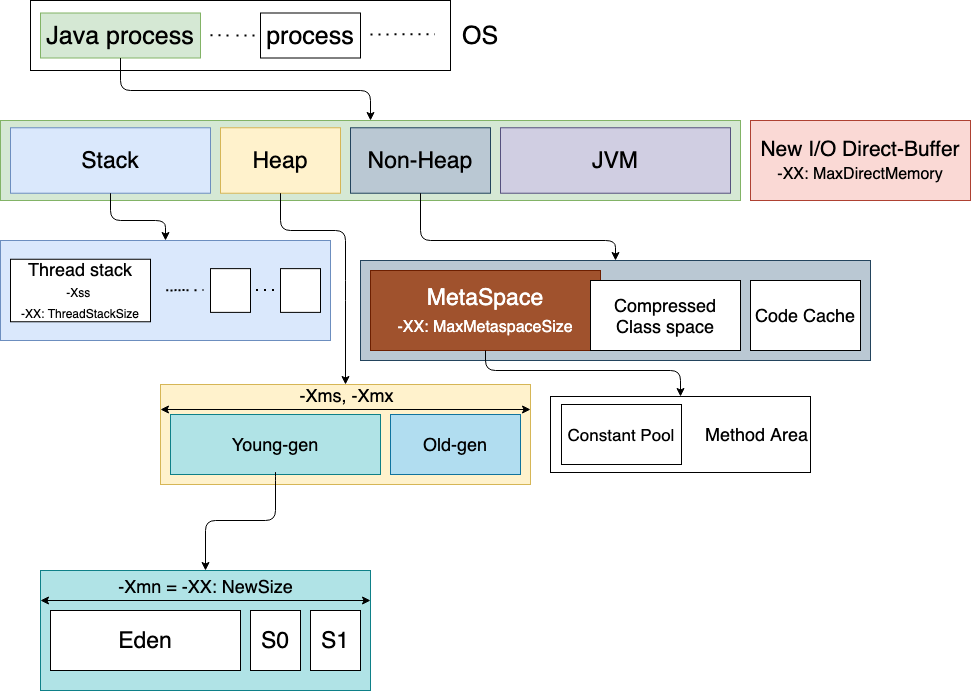 Java process
process
OS
Stack
Heap
Non-Heap
JVM
New I/O Direct-Buffer
-XX: MaxDirectMemory
Thread stack
-Xss
-XX: ThreadStackSize
MetaSpace
-XX: MaxMetaspaceSize
Compressed
Class space
Code Cache
-Xms, -Xmx
Young-gen
Old-gen
Constant Pool
Method Area
-Xmn = -XX: NewSize
Eden
S0
S1